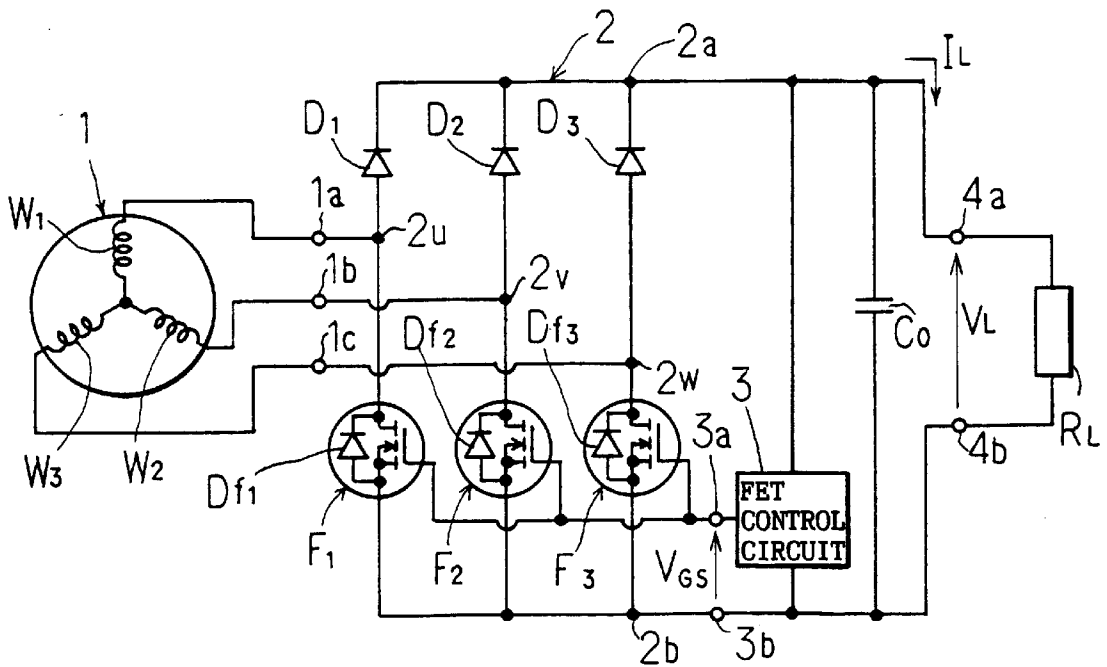 2
2a
IL
D1
D2
D3
1
1a
2u
4a
W1
1b
2v
Df2
Df3
C0
VL
1c
2w
3
RL
W3
W2
Df1
3a
4b
FET
CONTROL
CIRCUIT
F1
F2
F3
VGS
2b
3b